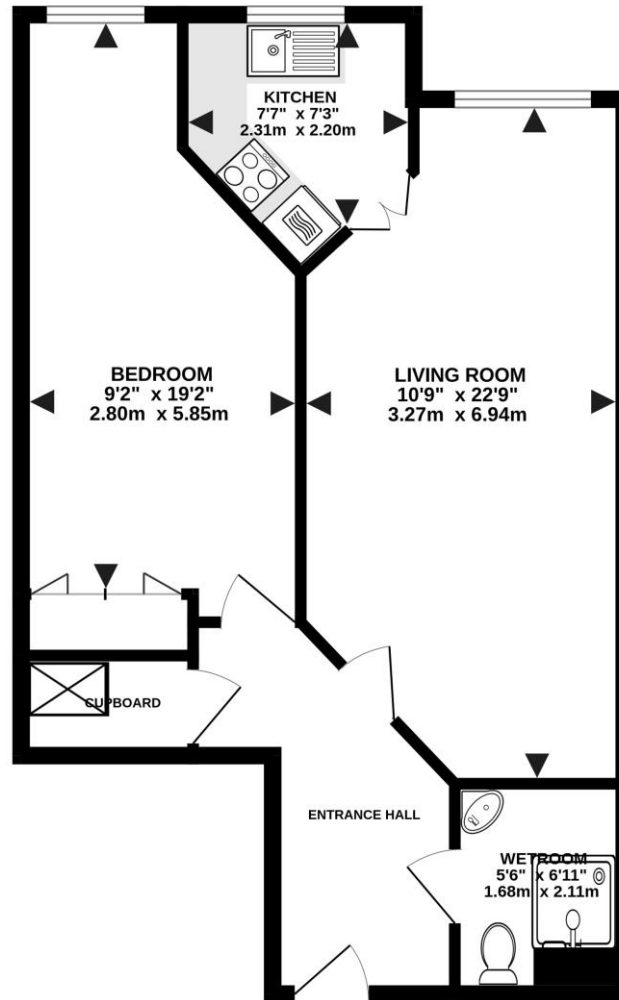 KITCHEN
7'7" x 7'3"
2.31m x 2.20m
BEDROOM
9'2" x 19'2"
2.80m x 5.85m
LIVING ROOM
10'9" x 22'9"
3.27m x 6.94m
CUPBOARD
ENTRANCE HALL
WETROOM
5'6" x 6'11"
1.68m x 2.11m